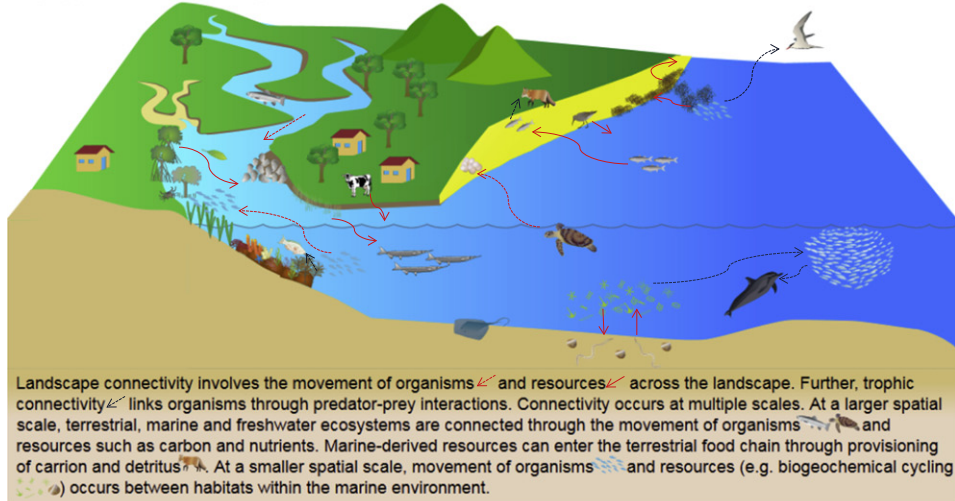 Landscape connectivity involves the movement of organisms and resources across the landscape. Further, trophic
connectivity links organisms through predator-prey interactions. Connectivity occurs at multiple scales. At a larger spatial
scale, terrestrial, marine and freshwater ecosystems are connected through the movement of organisms and
resources such as carbon and nutrients. Marine-derived resources can enter the terrestrial food chain through provisioning
of carrion and detritus. At a smaller spatial scale, movement of organisms and resources (e.g. biogeochemical cycling
) occurs between habitats within the marine environment.